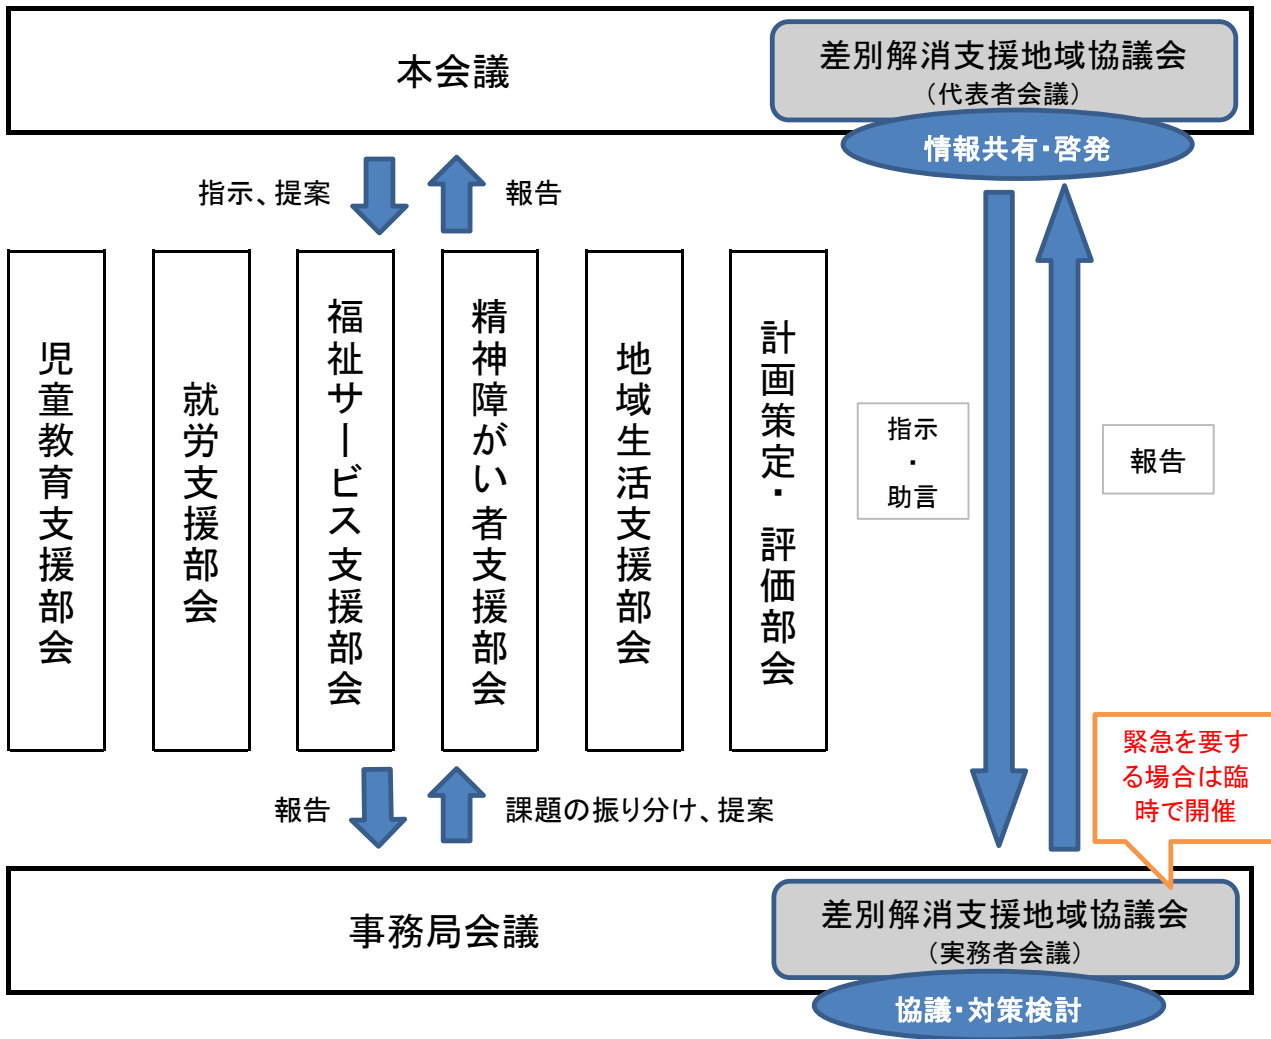 本会議
差別解消支援地域協議会
（代表者会議）
情報共有・啓発
指示、提案
報告
児童教育支援部会
就労支援部会
福祉サービス支援部会
精神障がい者支援部会
地域生活支援部会
計画策定・評価部会
指示
・
助言
報告
緊急を要す
る場合は臨
時で開催
報告
課題の振り分け、提案
事務局会議
差別解消支援地域協議会
（実務者会議）
協議・対策検討